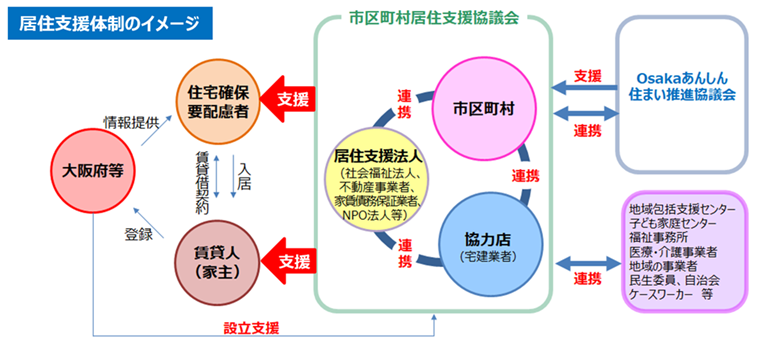 居住支援体制のイメージ
市区町村居住支援協議会
住宅確保
要配慮者
情報提供
大阪府等
賃貸借契約
入居
登録
賃貸人
（家主）
支援
支援
連携
市区町村
居住支援法人
（社会福祉法人、
不動産事業者、
家賃債務保証業者、
NPO法人等）
連携
連携
協力店
（宅建業者）
設立支援
支援
連携
Osakaあんしん
住まい推進協議会
連携
地域包括支援センター
子ども家庭センター
福祉事務所
医療・介護事業者
地域の事業者
民生委員、自治会
ケースワーカー　等